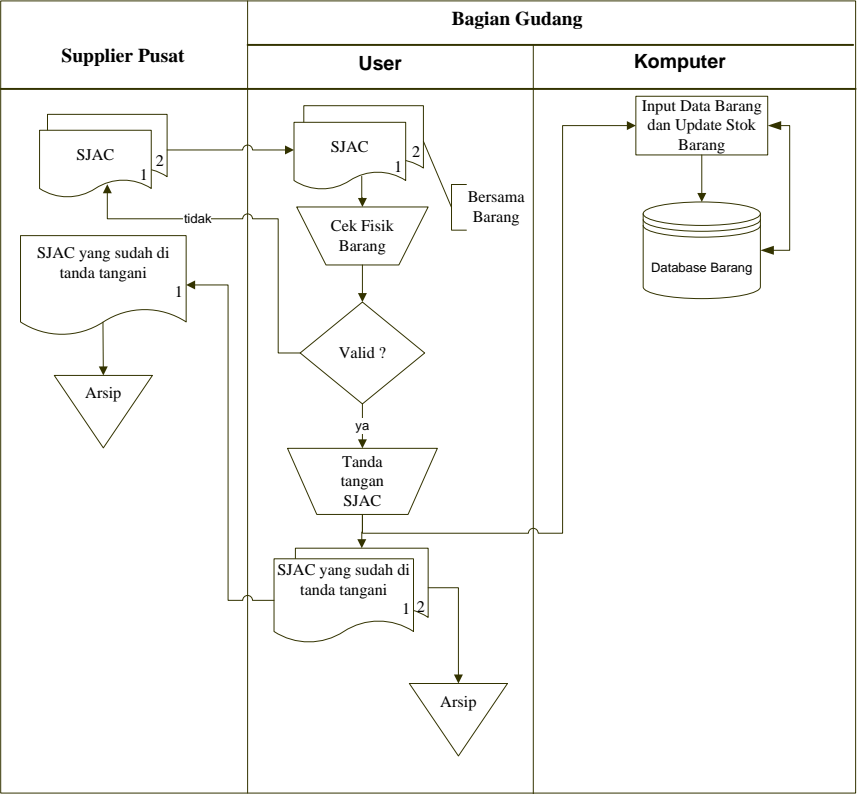 Bagian Gudang
Supplier Pusat
User
Komputer
SJAC
1
2
SJAC
1
2
Bersama
Barang
Input Data Barang
dan Update Stok
Barang
tidak
Cek Fisik
Barang
Database Barang
SJAC yang sudah di
tanda tangani
1
Valid ?
Arsip
ya
Tanda
tangan
SJAC
SJAC yang sudah di
tanda tangani
1
2
Arsip